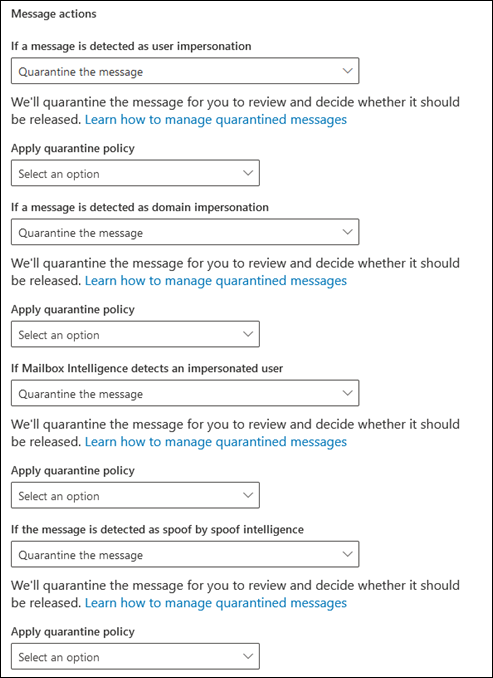 Message actions
If a message is detected as user impersonation
Quarantine the message
We'll quarantine the message for you to review and decide whether it should
be released. Learn how to manage quarantined messages
Apply quarantine policy
Select an option
If a message is detected as domain impersonation
Quarantine the message
We'll quarantine the message for you to review and decide whether it should
be released. Learn how to manage quarantined messages
Apply quarantine policy
Select an option
If Mailbox Intelligence detects an impersonated user
Quarantine the message
We'll quarantine the message for you to review and decide whether it should
be released. Learn how to manage quarantined messages
Apply quarantine policy
Select an option
If the message is detected as spoof by spoof intelligence
Quarantine the message
We'll quarantine the message for you to review and decide whether it should
be released. Learn how to manage quarantined messages
Apply quarantine policy
Select an option